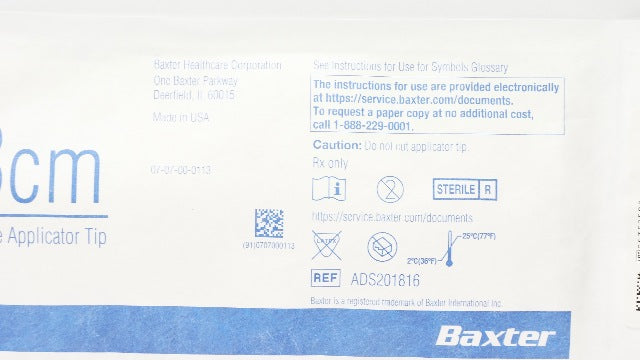 Baxter Healthcare Corporation
One Baxter Parkway
Deerfield, IL 60015
Made in USA
07-07-00-0113
cm
Applicator Tip
(91)0707000113
See Instructions for Use for Symbols Glossary
The instructions for use are provided electronically
at https://service.baxter.com/documents.
To request a paper copy at no additional cost,
call 1-888-229-0001.
Caution: Do not cut applicator tip.
Rx only
i
2
STERILE R
https://service.baxter.com/documents
LATEX
25°C(77°F)
2°C(36°F)
REF ADS201816
Baxter is a registered trademark of Baxter International Inc.
Baxter